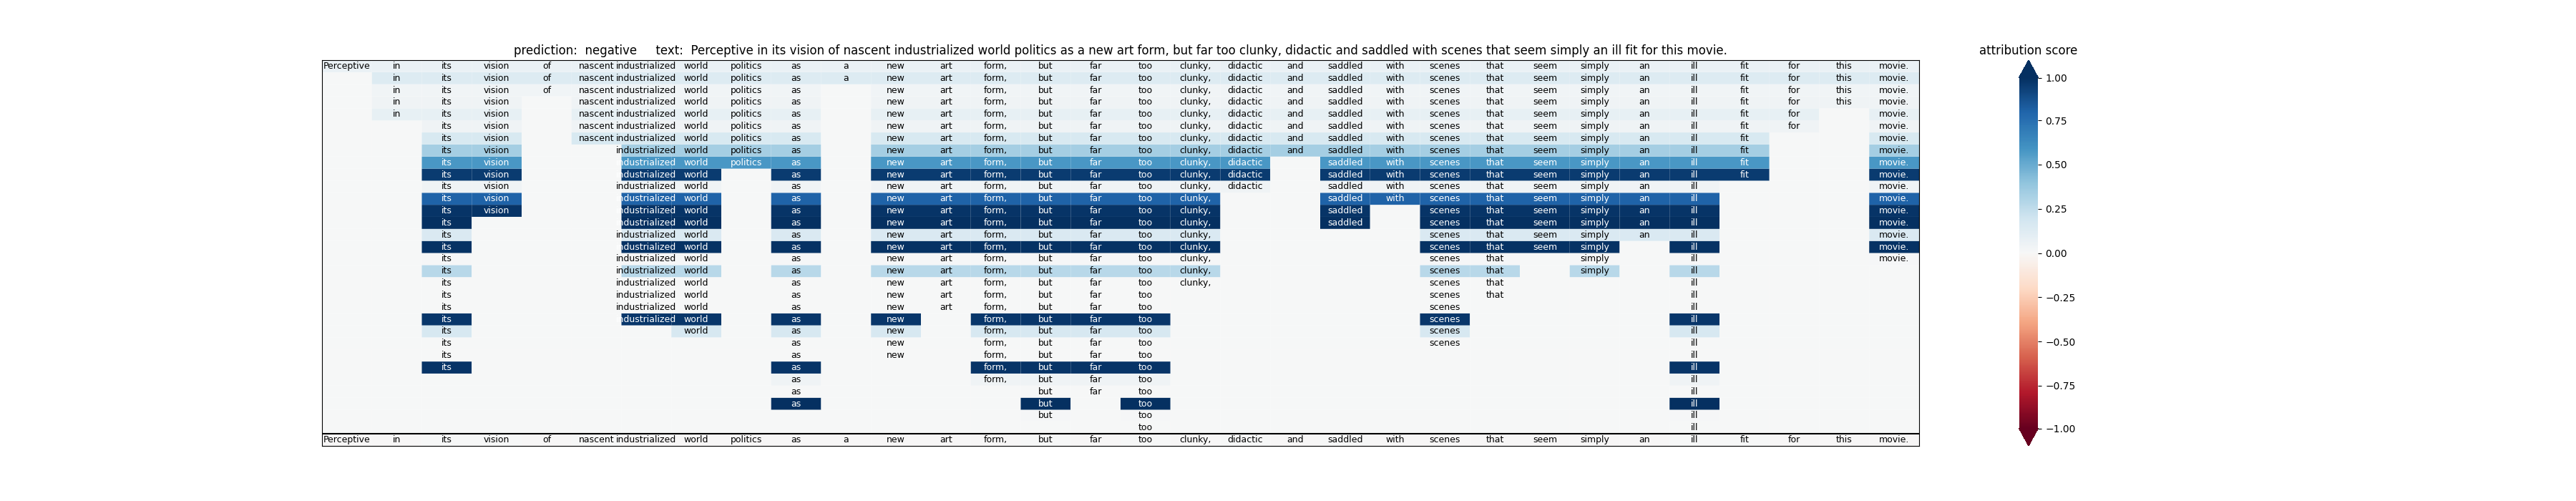 prediction: negative text: Perceptive in its vision of nascent industrialized world politics as a new art form, but far too clunky, didactic and saddled with scenes that seem simply an ill fit for this movie.
attribution score
Perceptive in its vision of nascent industrialized world politics as a new art form, but far too clunky, didactic and saddled with scenes that seem simply an ill fit for this movie.
in its vision of nascent industrialized world politics as a new art form, but far too clunky, didactic and saddled with scenes that seem simply an ill fit for this movie.
in its vision of nascent industrialized world politics as new art form, but far too clunky, didactic and saddled with scenes that seem simply an ill fit for this movie.
in its vision nascent industrialized world politics as new art form, but far too clunky, didactic and saddled with scenes that seem simply an ill fit for this movie.
in its vision nascent industrialized world politics as new art form, but far too clunky, didactic and saddled with scenes that seem simply an ill fit for movie.
its vision nascent industrialized world politics as new art form, but far too clunky, didactic and saddled with scenes that seem simply an ill fit for movie.
its vision nascent industrialized world politics as new art form, but far too clunky, didactic and saddled with scenes that seem simply an ill fit movie.
its vision industrialized world politics as new art form, but far too clunky, didactic and saddled with scenes that seem simply an ill fit movie.
its vision industrialized world politics as new art form, but far too clunky, didactic saddled with scenes that seem simply an ill fit movie.
its vision industrialized world as new art form, but far too clunky, didactic saddled with scenes that seem simply an ill fit movie.
its vision industrialized world as new art form, but far too clunky, didactic saddled with scenes that seem simply an ill movie.
its vision industrialized world as new art form, but far too clunky, saddled with scenes that seem simply an ill movie.
its vision industrialized world as new art form, but far too clunky, saddled scenes that seem simply an ill movie.
its industrialized world as new art form, but far too clunky, saddled scenes that seem simply an ill movie.
its industrialized world as new art form, but far too clunky, scenes that seem simply an ill movie.
its industrialized world as new art form, but far too clunky, scenes that seem simply ill movie.
its industrialized world as new art form, but far too clunky, scenes that simply ill movie.
its industrialized world as new art form, but far too clunky, scenes that simply ill
its industrialized world as new art form, but far too clunky, scenes that ill
its industrialized world as new art form, but far too scenes that ill
its industrialized world as new art form, but far too scenes ill
its industrialized world as new form, but far too scenes ill
its world as new form, but far too scenes ill
its as new form, but far too scenes ill
its as new form, but far too ill
its as form, but far too ill
as form, but far too ill
as but far too ill
as but too ill
but too ill
too ill
Perceptive in its vision of nascent industrialized world politics as a new art form, but far too clunky, didactic and saddled with scenes that seem simply an ill fit for this movie.
1.00
0.75
0.50
0.25
0.00
−0.25
−0.50
−0.75
−1.00